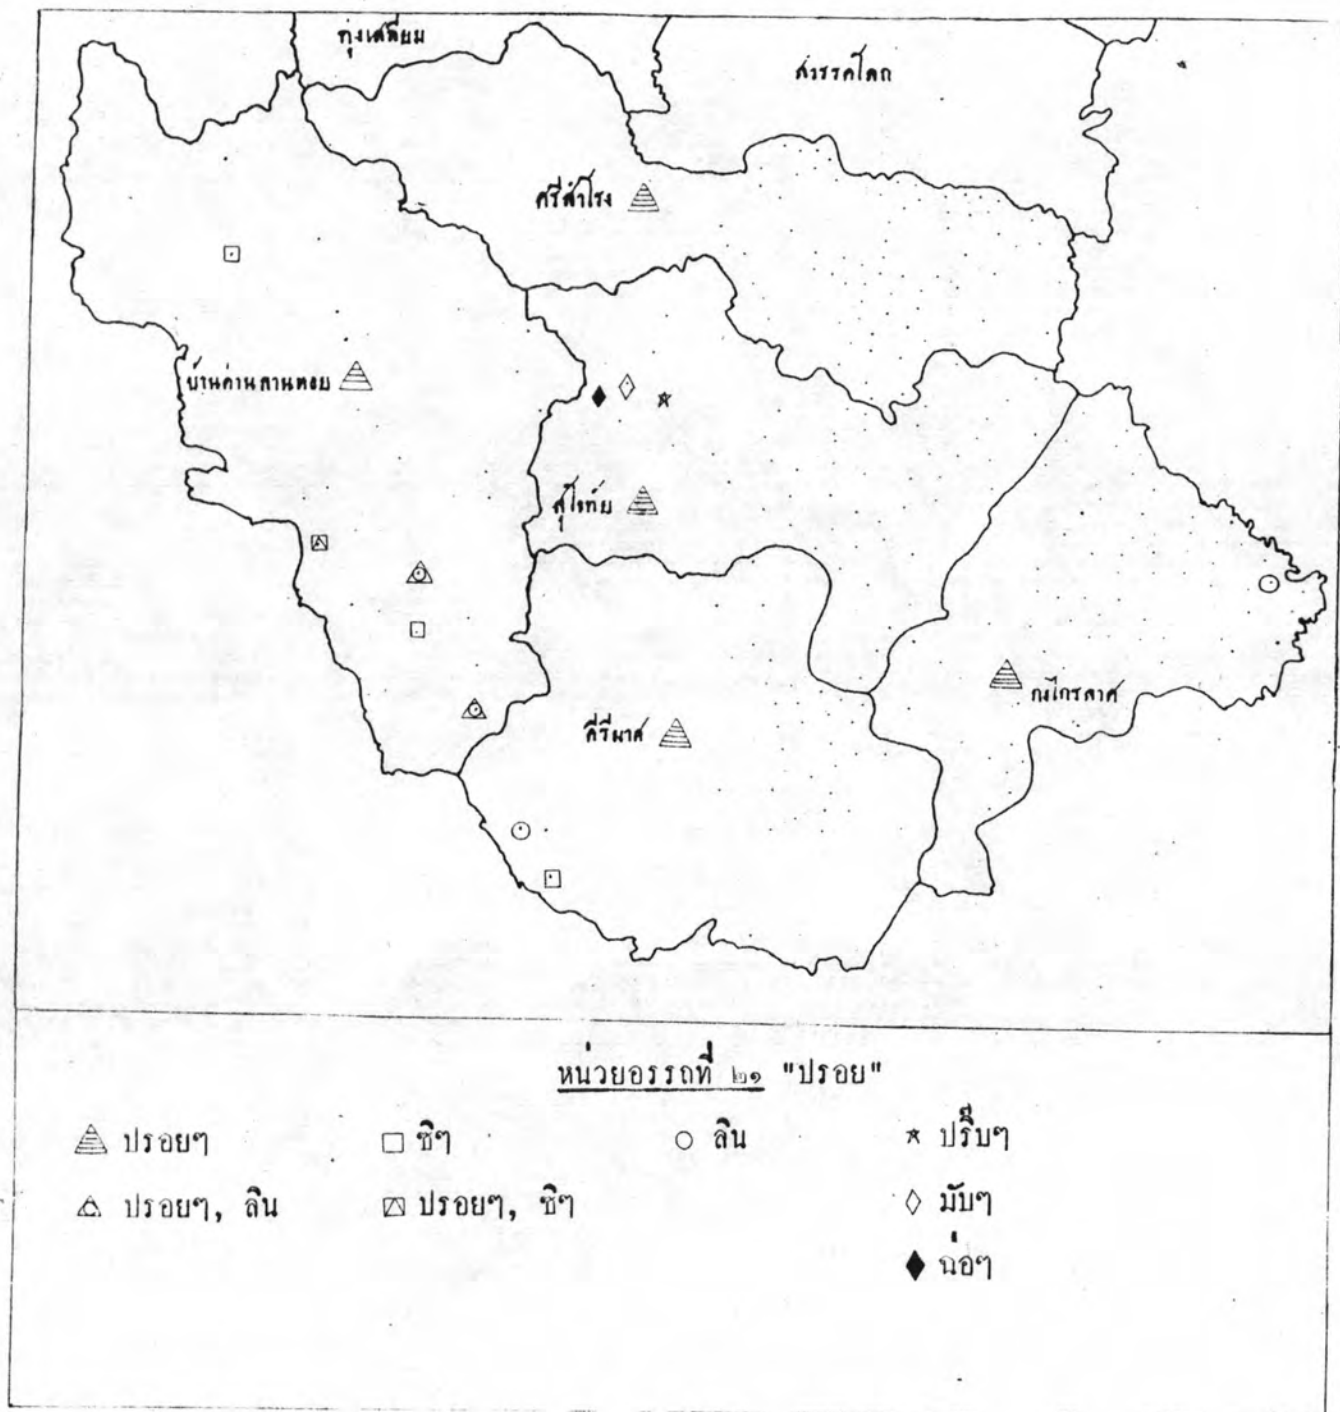 ทุ่งเสลี่ยม
สวรรคโลก
ศรีสำโรง
บ้านด่านลานหอย
สุโขทัย
กงไกรลาศ
คีรีมาศ
หน่วยอรรถที่ ๒๑ "ปรอย"
ปรอยๆ ซิๆ ลิน ปริ๊บๆ
ปรอยๆ, ลิน ปรอยๆ, ซิๆ มับๆ
ฉ่อๆ